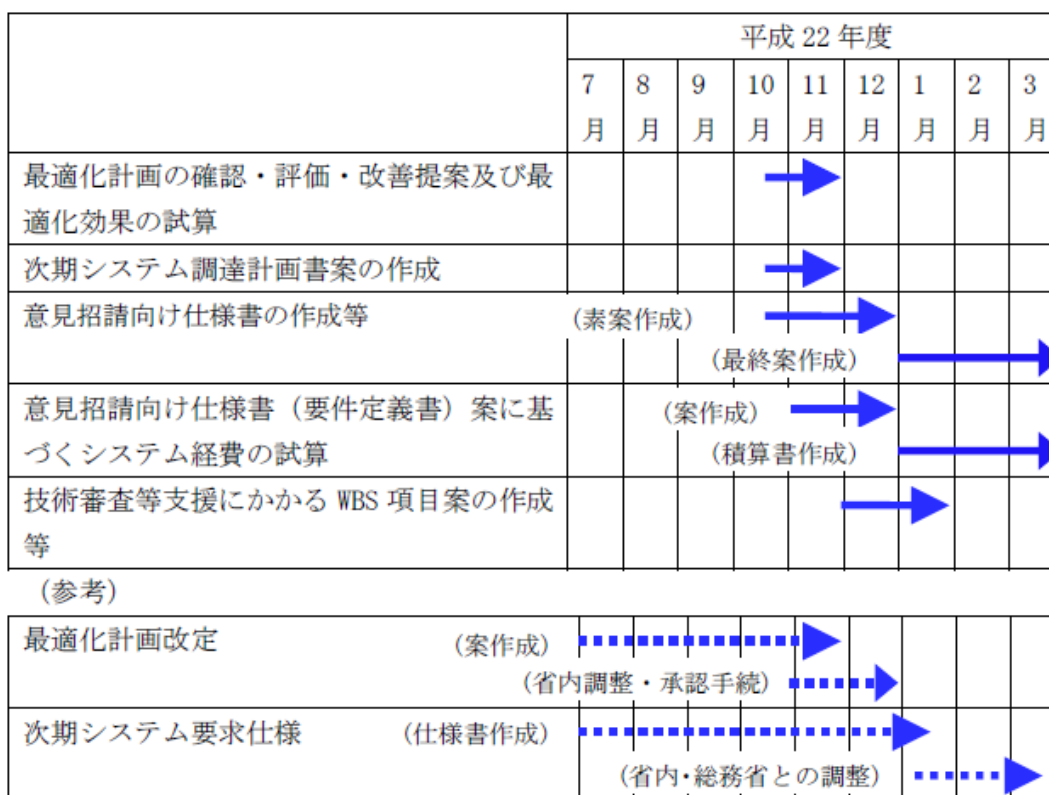 平成 22 年度
7月 8月 9月 10月 11月 12月 1月 2月 3月
最適化計画の確認・評価・改善提案及び最
適化効果の試算
次期システム調達計画書案の作成
意見招請向け仕様書の作成等 (素案作成)
(最終案作成)
意見招請向け仕様書（要件定義書）案に基 (案作成)
づくシステム経費の試算 (積算書作成)
技術審査等支援にかかる WBS 項目案の作成
等
(参考)
最適化計画改定 (案作成)
(省内調整・承認手続)
次期システム要求仕様 (仕様書作成)
(省内・総務省との調整)